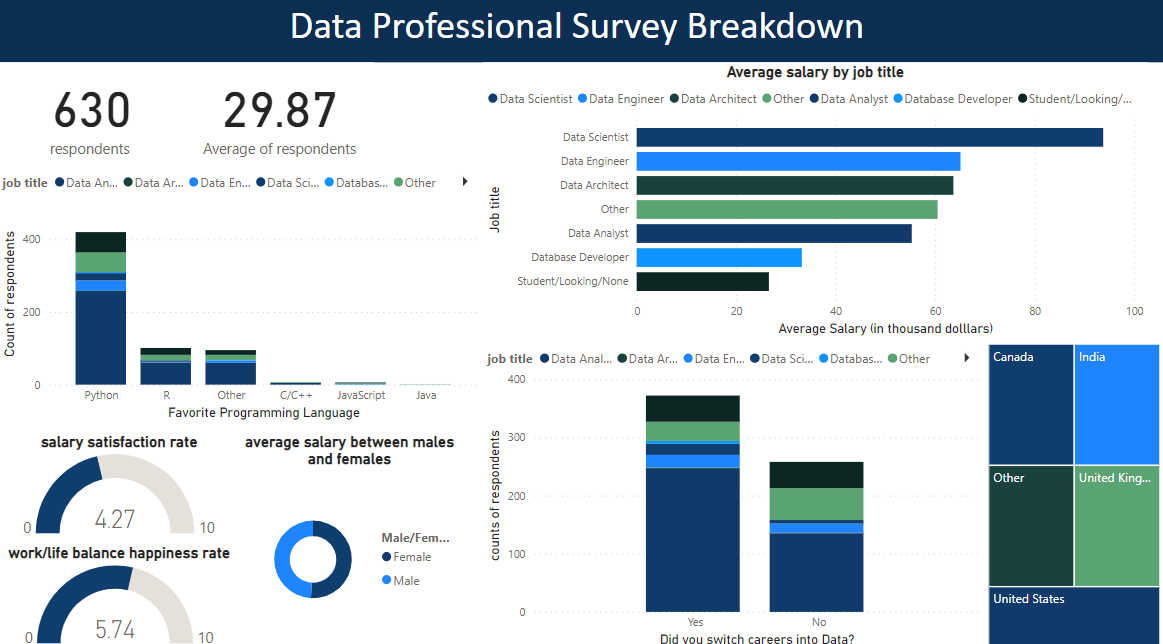 Data Professional Survey Breakdown
630
respondents
29.87
Average of respondents
job title Data An... Data Ar... Data En... Data Sci... Databas... Other
Count of respondents
400
200
0
Python R Other C/C++ JavaScript Java
Favorite Programming Language
salary satisfaction rate
0 4.27 10
work/life balance happiness rate
0 5.74 10
average salary between males
and females
Male/Fem...
Female
Male
Average salary by job title
Data Scientist Data Engineer Data Architect Other Data Analyst Database Developer Student/Looking/...
Job title
Data Scientist
Data Engineer
Data Architect
Other
Data Analyst
Database Developer
Student/Looking/None
0 20 40 60 80 100
Average Salary (in thousand dolllars)
job title Data Anal... Data Ar... Data En... Data Sci... Databas... Other
counts of respondents
400
300
200
100
0
Yes No
Did you switch careers into Data?
Canada India
Other United King...
United States